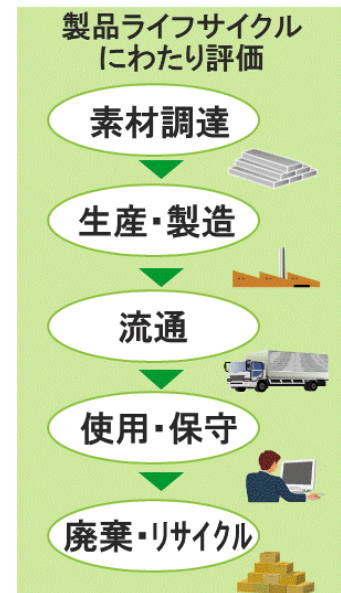 製品ライフサイクル
にわたり評価
素材調達
生産・製造
流通
使用・保守
廃棄・リサイクル